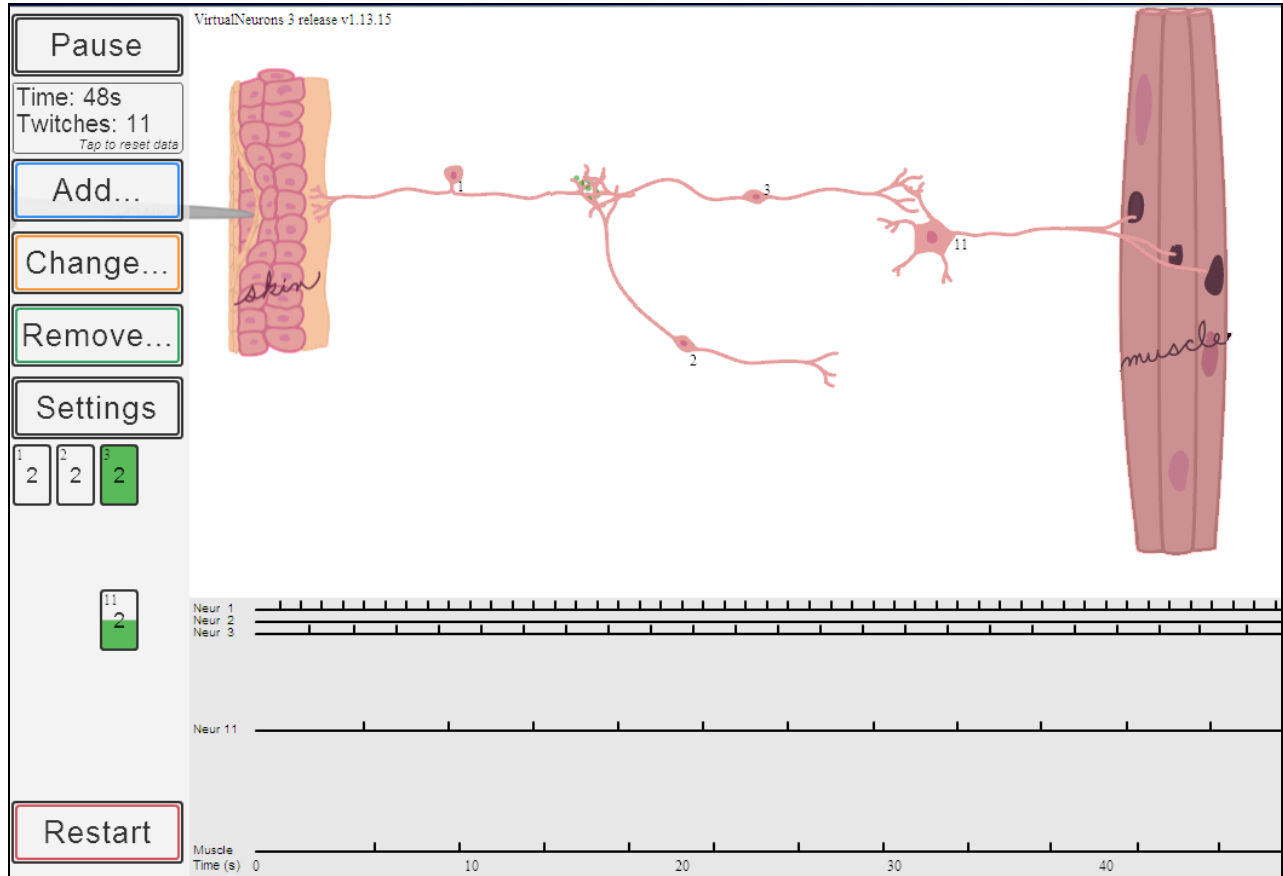 VirtualNeurons 3 release v1.13.15
Pause
Time: 48s
Twitches: 11
Tap to reset data
Add...
Change...
Remove...
Settings
1 2 3
2 2 2
11
2
Restart
1
3
11
2
skin
muscle
Neur 1
Neur 2
Neur 3
Neur 11
Muscle
Time (s) 0 10 20 30 40